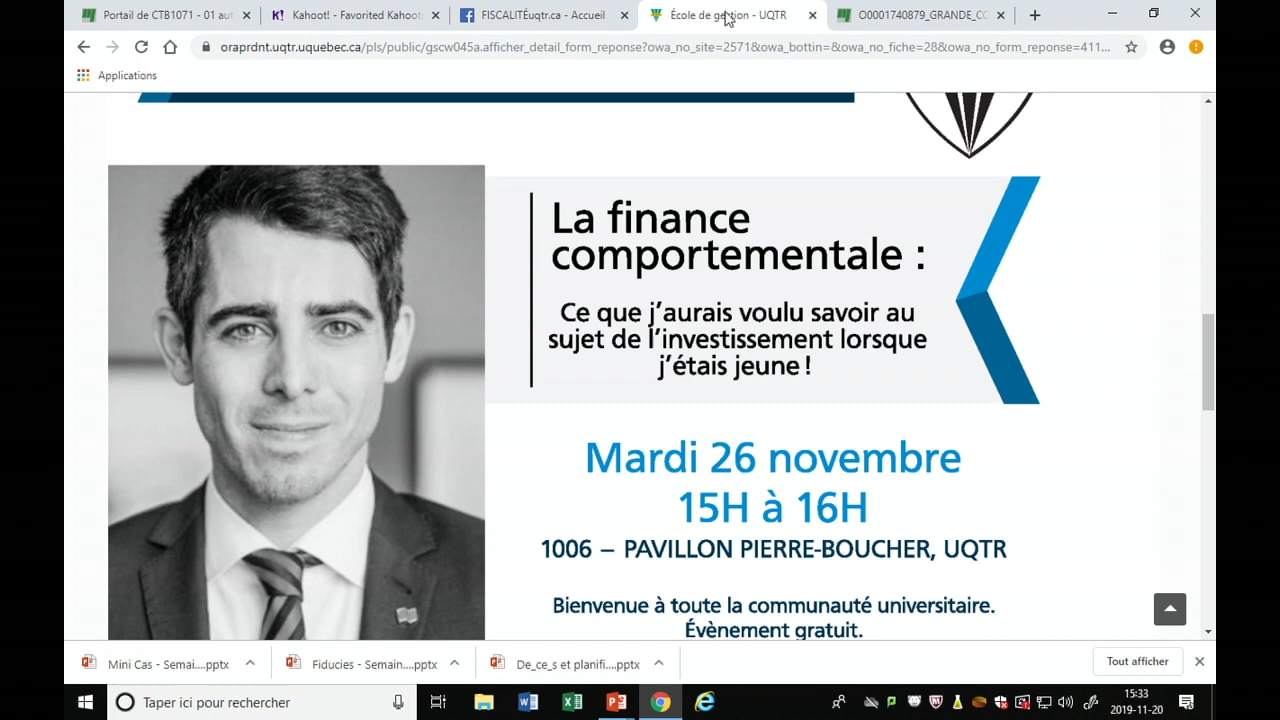 Portail de CTB1071 - 01 aut
Kahoot! - Favorited Kahoots
FISCALITÉuqtr.ca - Accueil
École de gestion - UQTR
O0001740879_GRANDE_CC
oraprdnt.uqtr.uquebec.ca/pls/public/gscw045a.afficher_detail_form_reponse?owa_no_site=2571&owa_bottin=&owa_no_fiche=28&owa_no_form_reponse=411...
Applications
La finance
comportementale :
Ce que j'aurais voulu savoir au
sujet de l'investissement lorsque
j'étais jeune !
Mardi 26 novembre
15H à 16H
1006 – PAVILLON PIERRE-BOUCHER, UQTR
Bienvenue à toute la communauté universitaire.
Évènement gratuit.
Mini Cas - Semai....pptx
Fiducies - Semain....pptx
De_ce_s et planifi....pptx
Tout afficher
Taper ici pour rechercher
15:33
2019-11-20